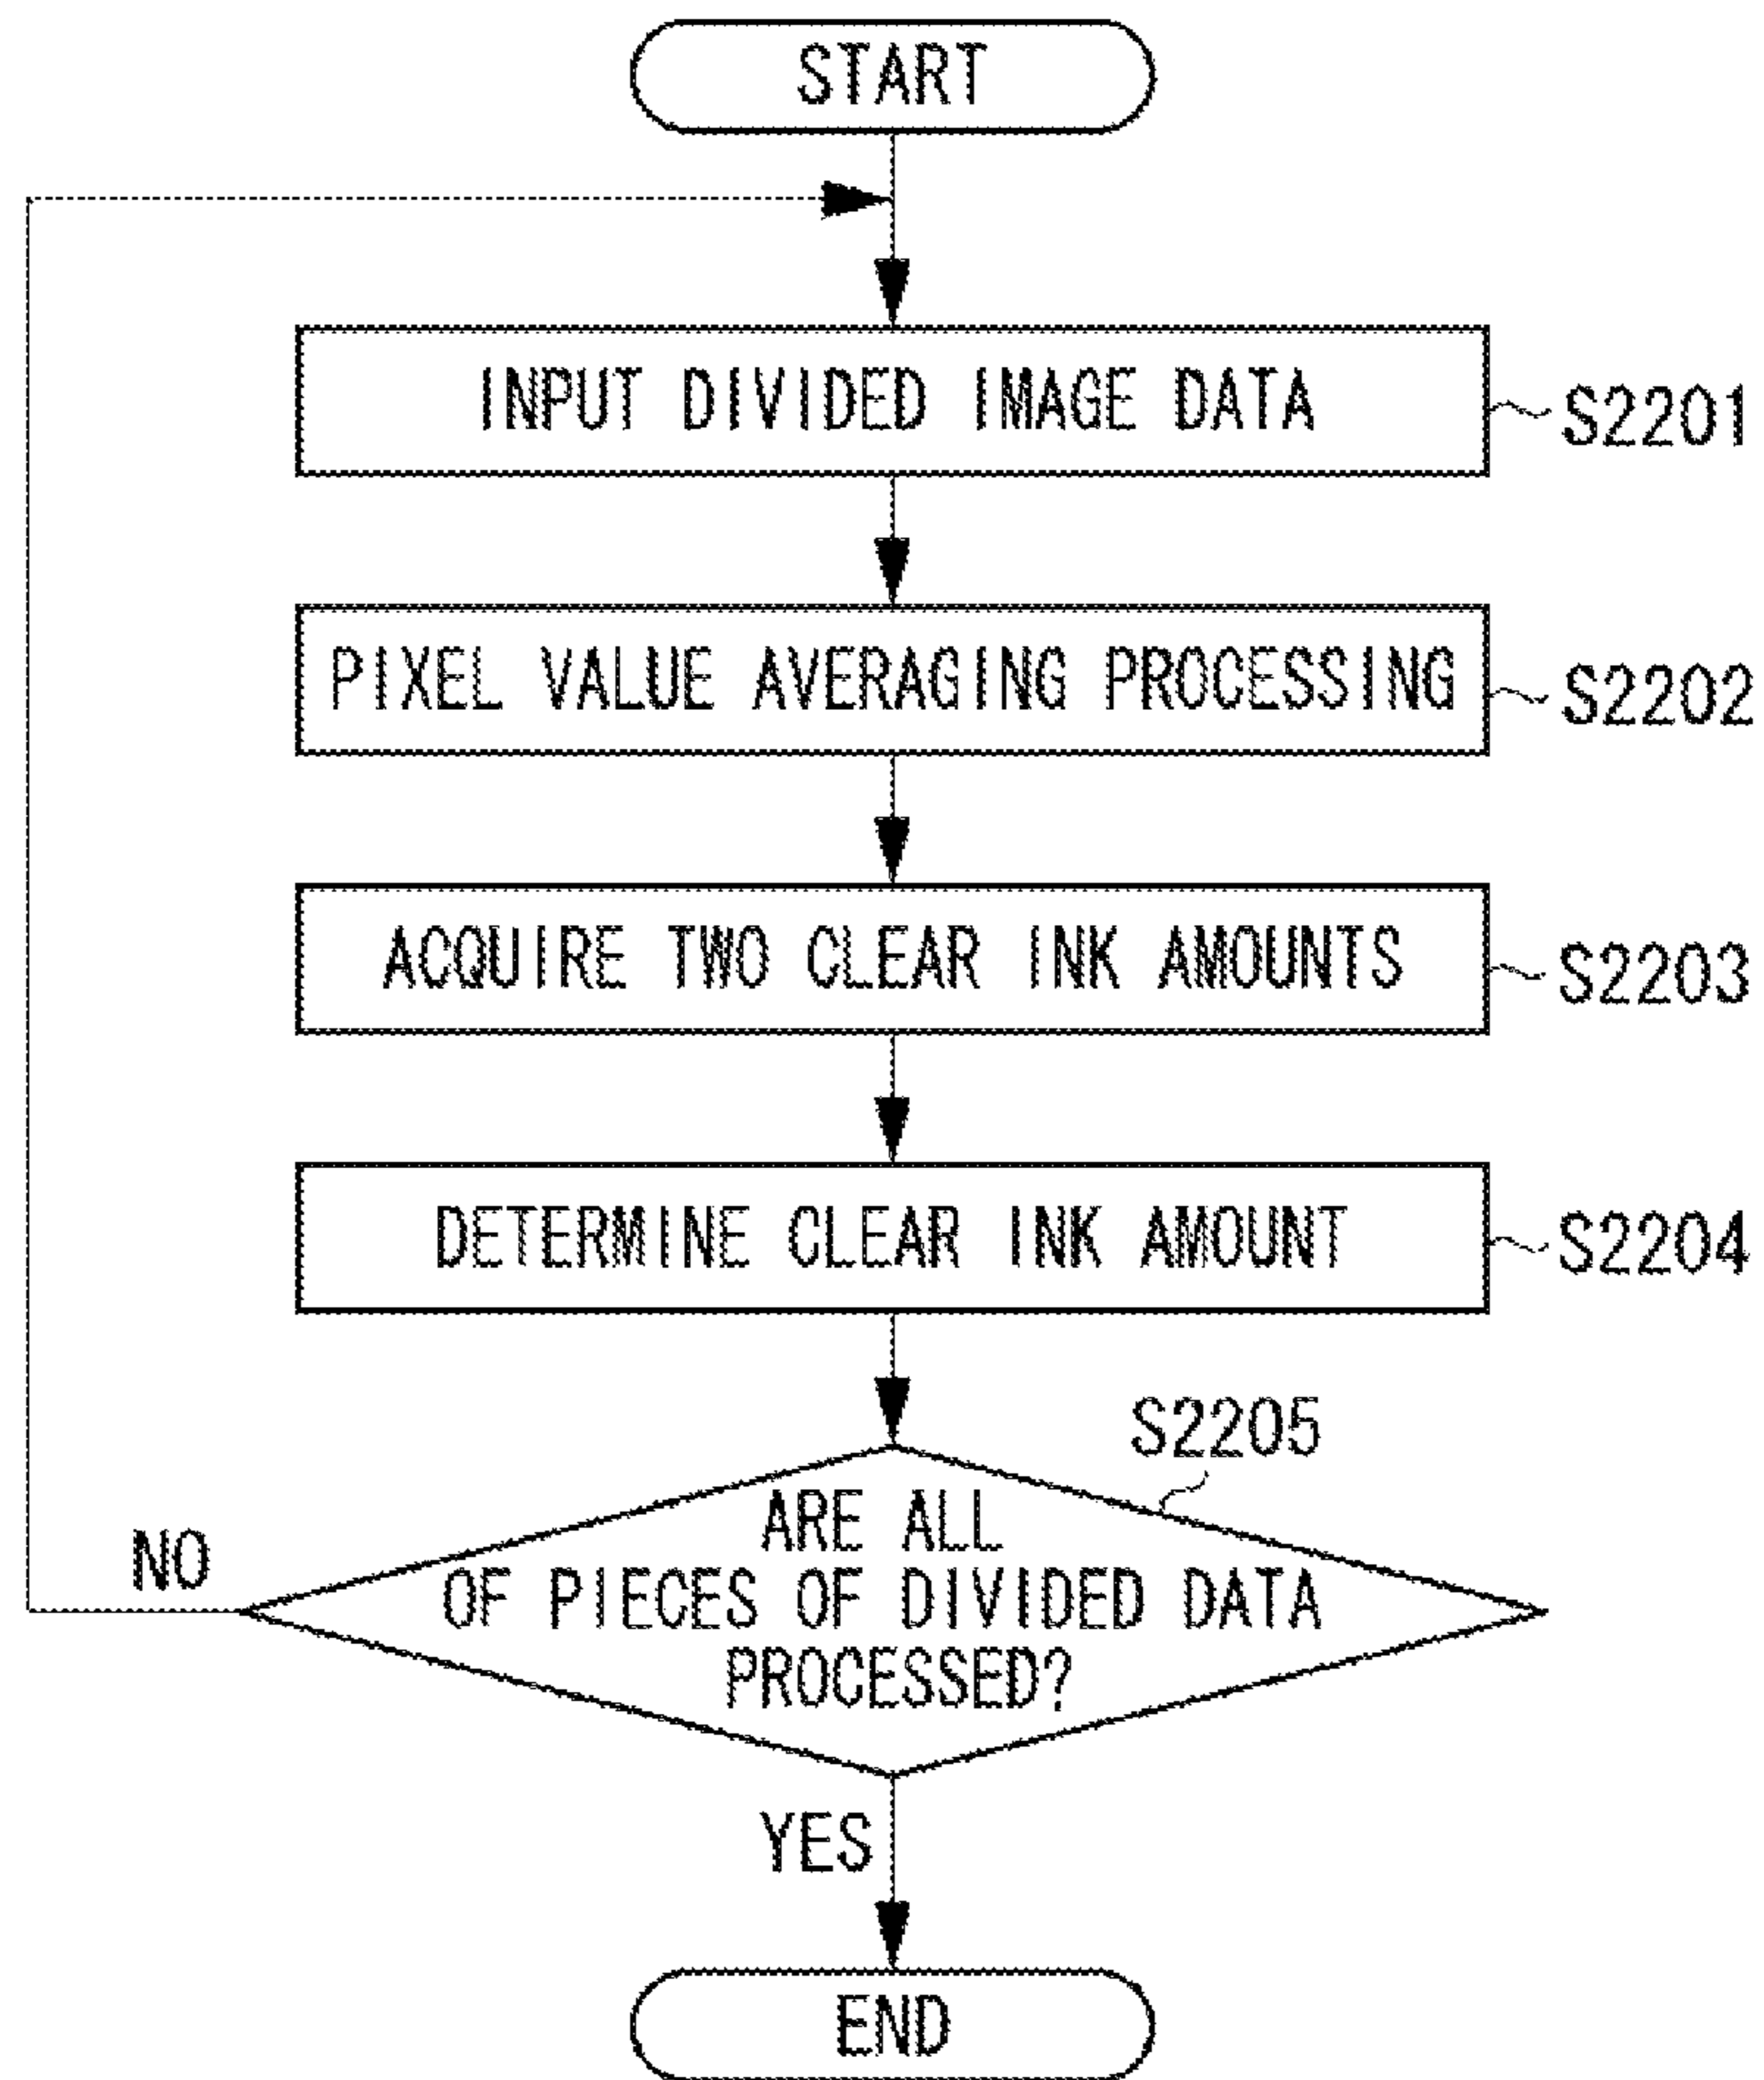 START
INPUT DIVIDED IMAGE DATA
S2201
PIXEL VALUE AVERAGING PROCESSING
S2202
ACQUIRE TWO CLEAR INK AMOUNTS
S2203
DETERMINE CLEAR INK AMOUNT
S2204
S2205
ARE ALL
OF PIECES OF DIVIDED DATA
PROCESSED?
NO
YES
END